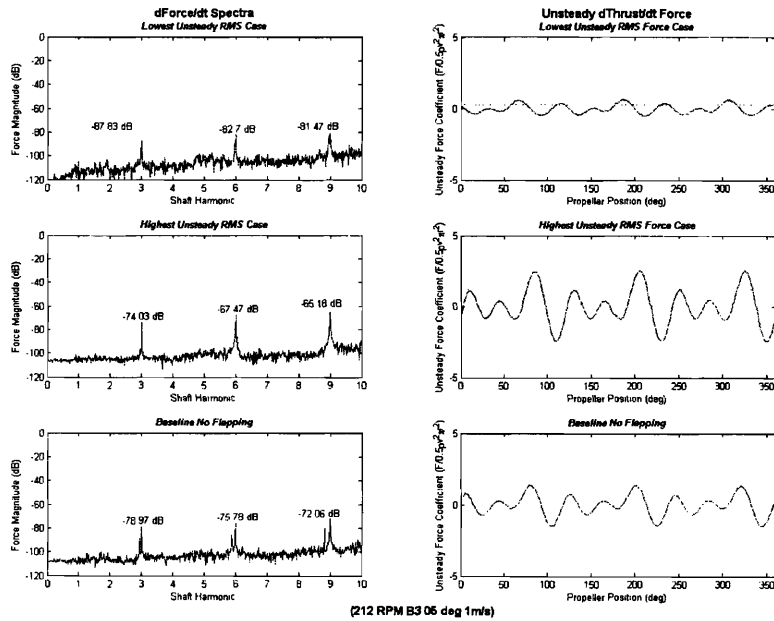 dForce/dt Spectra
Lowest Unsteady RMS Case
Force Magnitude (dB)
0
-20
-40
-60
-80
-100
-120
-87.83 dB
-82.7 dB
-81.47 dB
0 1 2 3 4 5 6 7 8 9 10
Shaft Harmonic
Unsteady dThrust/dt Force
Lowest Unsteady RMS Force Case
Unsteady Force Coefficient (F/0.5ρv²πr²)
5
0
-5
0 50 100 150 200 250 300 350
Propeller Position (deg)
Highest Unsteady RMS Case
Force Magnitude (dB)
0
-20
-40
-60
-80
-100
-120
-74.03 dB
-67.47 dB
-65.18 dB
0 1 2 3 4 5 6 7 8 9 10
Shaft Harmonic
Highest Unsteady RMS Force Case
Unsteady Force Coefficient (F/0.5ρv²πr²)
5
0
-5
0 50 100 150 200 250 300 350
Propeller Position (deg)
Baseline No Flapping
Force Magnitude (dB)
0
-20
-40
-60
-80
-100
-120
-78.97 dB
-75.78 dB
-72.06 dB
0 1 2 3 4 5 6 7 8 9 10
Shaft Harmonic
Baseline No Flapping
Unsteady Force Coefficient (F/0.5ρv²πr²)
5
0
-5
0 50 100 150 200 250 300 350
Propeller Position (deg)
(212 RPM B3 05 deg 1m/s)